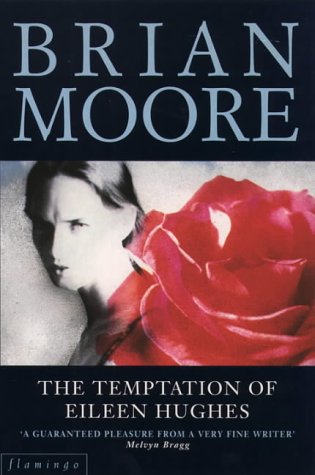 BRIAN
MOORE
THE TEMPTATION OF
EILEEN HUGHES
'A GUARANTEED PLEASURE FROM A VERY FINE WRITER'
Melvyn Bragg
flamingo